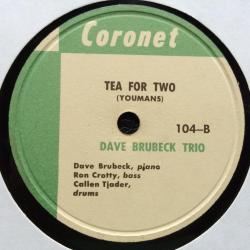 Coronet
TEA FOR TWO
(YOUMANS)
104-B
DAVE BRUBECK TRIO
Dave Brubeck, piano
Ron Crotty, bass
Callen Tjader,
drums